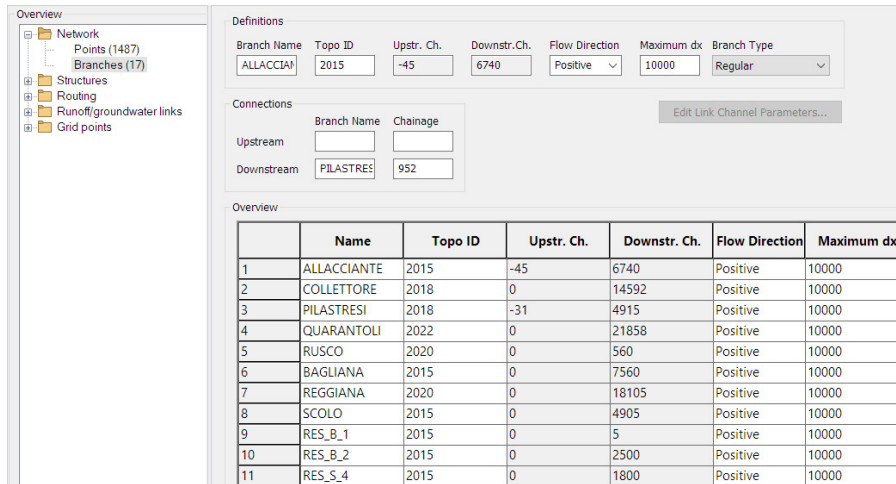 Overview
Network
Points (1487)
Branches (17)
Structures
Routing
Runoff/groundwater links
Grid points
Definitions
Branch Name Topo ID Upstr. Ch. Downstr.Ch. Flow Direction Maximum dx Branch Type
ALLACCIAN 2015 -45 6740 Positive 10000 Regular
Connections
Branch Name Chainage
Edit Link Channel Parameters...
Upstream
Downstream PILASTRES 952
Overview
Name Topo ID Upstr. Ch. Downstr. Ch. Flow Direction Maximum dx
1 ALLACCIANTE 2015 -45 6740 Positive 10000
2 COLLETTORE 2018 0 14592 Positive 10000
3 PILASTRESI 2018 -31 4915 Positive 10000
4 QUARANTOLI 2022 0 21858 Positive 10000
5 RUSCO 2020 0 560 Positive 10000
6 BAGLIANA 2015 0 7560 Positive 10000
7 REGGIANA 2020 0 18105 Positive 10000
8 SCOLO 2015 0 4905 Positive 10000
9 RES_B_1 2015 0 5 Positive 10000
10 RES_B_2 2015 0 2500 Positive 10000
11 RES_S_4 2015 0 1800 Positive 10000